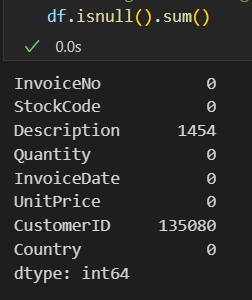 df.isnull().sum()
0.0s
InvoiceNo 0
StockCode 0
Description 1454
Quantity 0
InvoiceDate 0
UnitPrice 0
CustomerID 135080
Country 0
dtype: int64